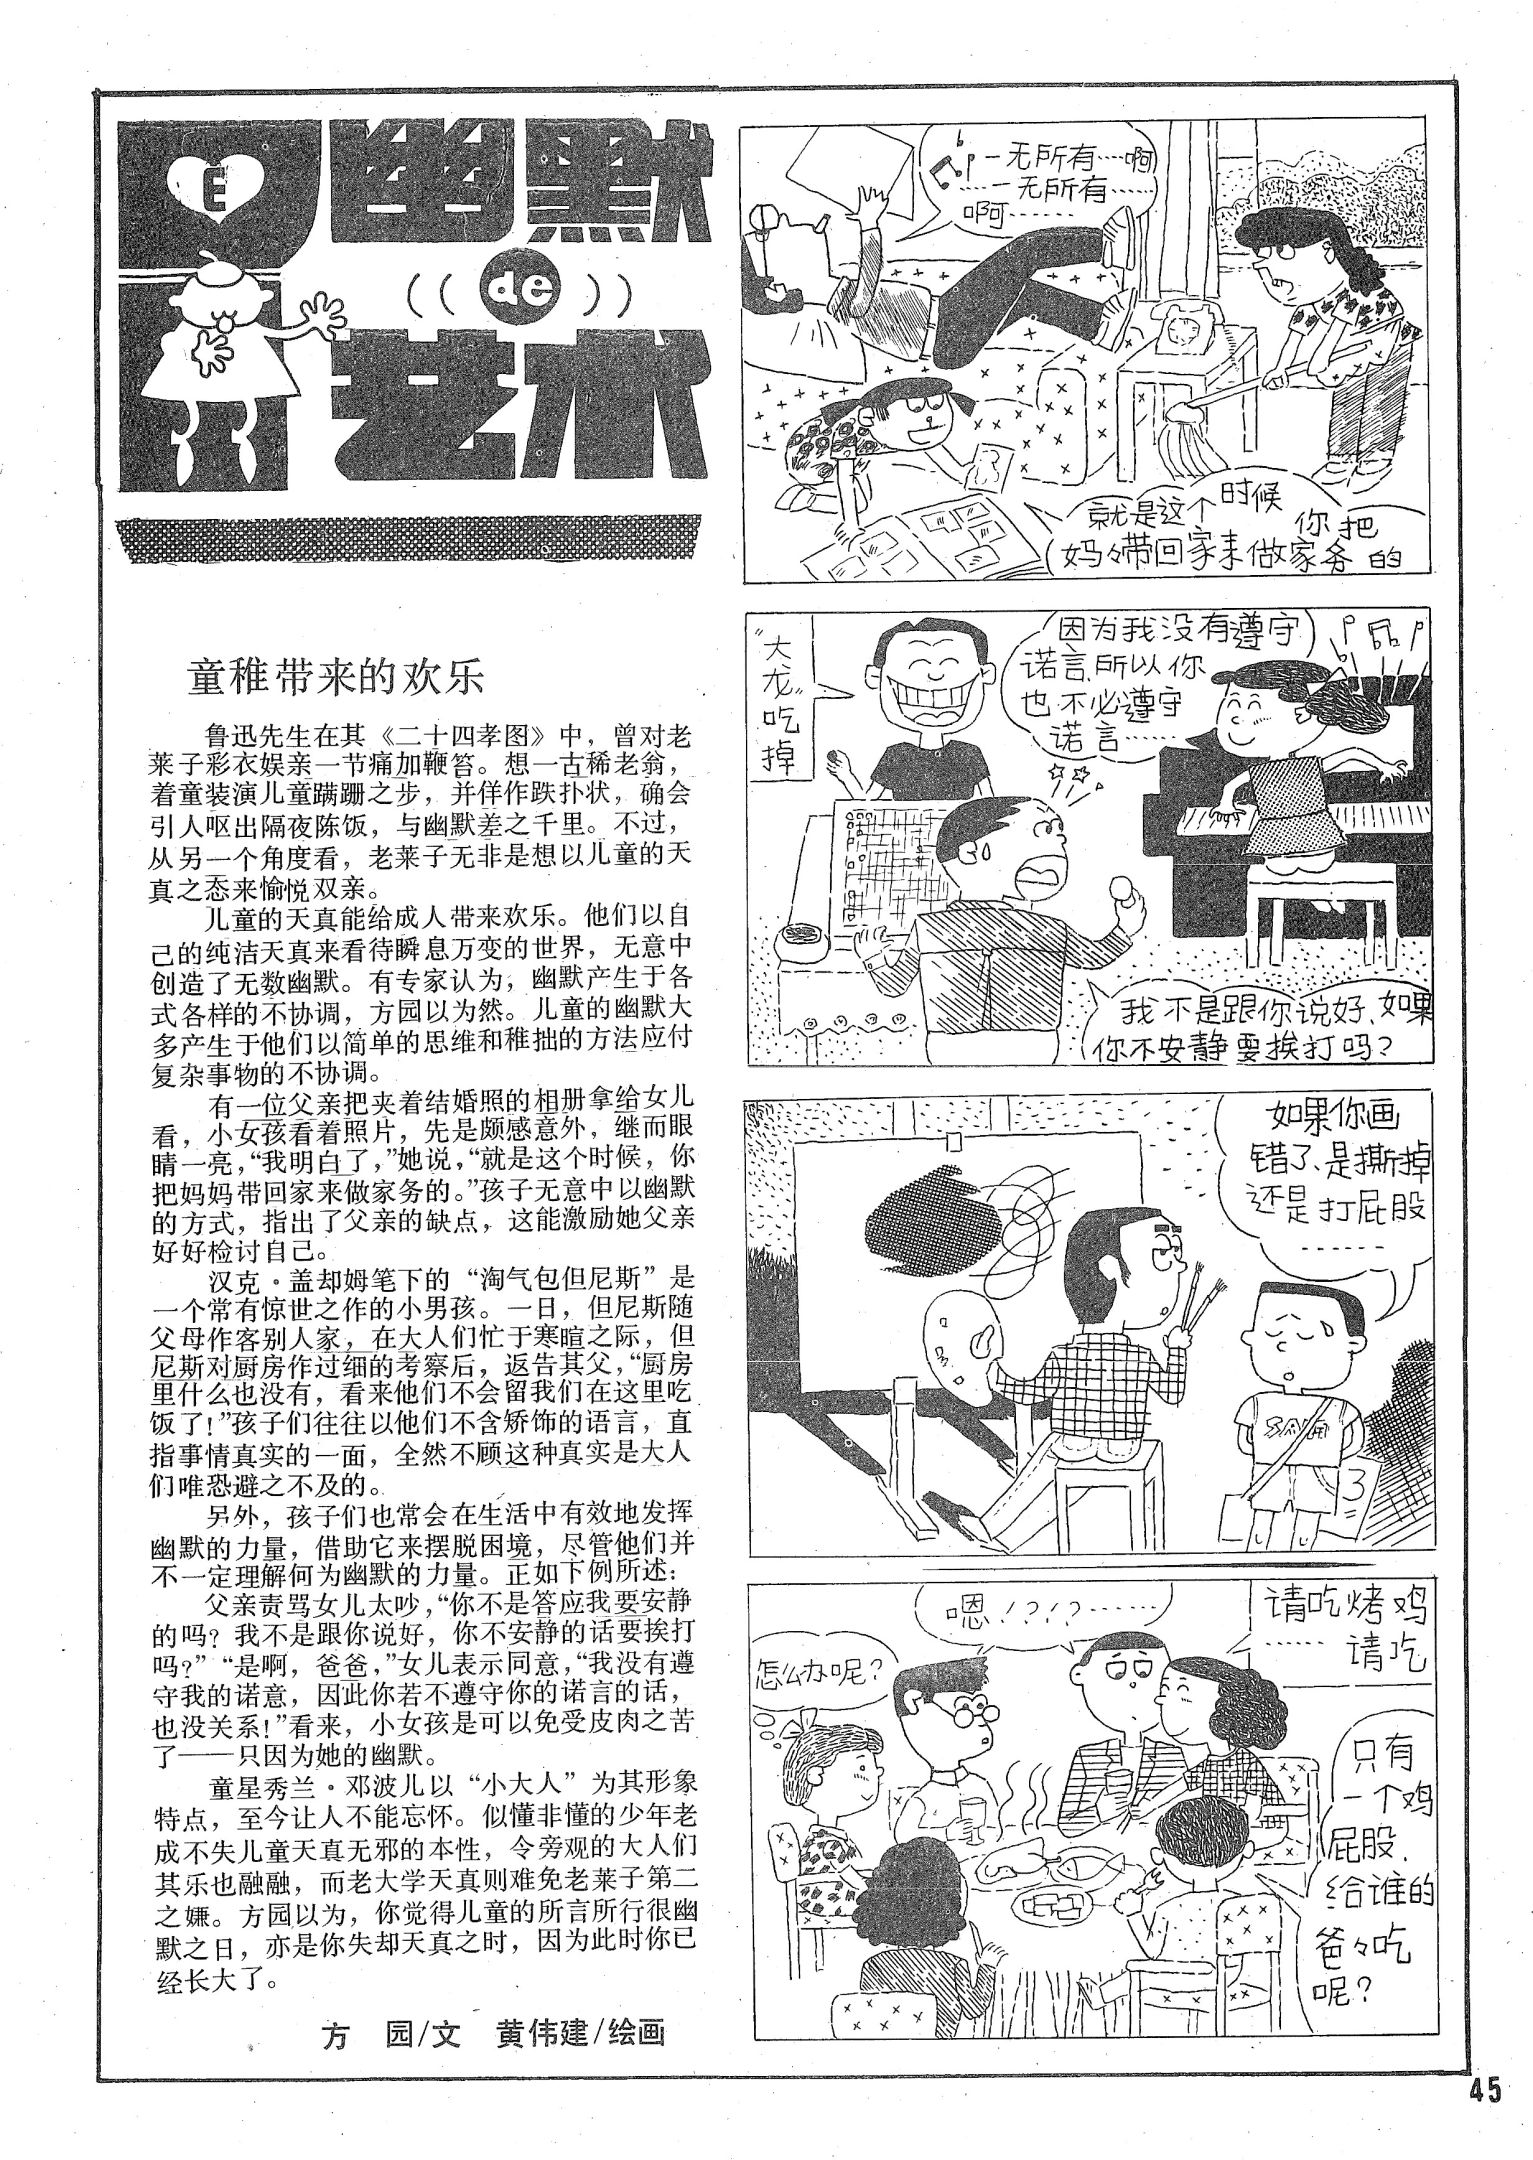 E
幽默
de
艺术
童稚带来的欢乐
鲁迅先生在其《二十四孝图》中，曾对老
莱子彩衣娱亲一节痛加鞭笞。想一古稀老翁，
着童装演儿童蹒跚之步，并佯作跌扑状，确会
引人呕出隔夜陈饭，与幽默差之千里。不过，
从另一个角度看，老莱子无非是想以儿童的天
真之态来愉悦双亲。
儿童的天真能给成人带来欢乐。他们以自
己的纯洁天真来看待瞬息万变的世界，无意中
创造了无数幽默。有专家认为，幽默产生于各
式各样的不协调，方园以为然。儿童的幽默大
多产生于他们以简单的思维和稚拙的方法应付
复杂事物的不协调。
有一位父亲把夹着结婚照的相册拿给女儿
看，小女孩看着照片，先是颇感意外，继而眼
睛一亮，“我明白了，”她说，“就是这个时候，你
把妈妈带回家来做家务的。”孩子无意中以幽默
的方式，指出了父亲的缺点，这能激励她父亲
好好检讨自己。
汉克·盖却姆笔下的“淘气包但尼斯”是
一个常有惊世之作的小男孩。一日，但尼斯随
父母作客别人家，在大人们忙于寒暄之际，但
尼斯对厨房作过细的考察后，返告其父，“厨房
里什么也没有，看来他们不会留我们在这里吃
饭了！”孩子们往往以他们不含矫饰的语言，直
指事情真实的一面，全然不顾这种真实是大人
们唯恐避之不及的。
另外，孩子们也常会在生活中有效地发挥
幽默的力量，借助它来摆脱困境，尽管他们并
不一定理解何为幽默的力量。正如下例所述：
父亲责骂女儿太吵，“你不是答应我要安静
的吗？我不是跟你说好，你不安静的话要挨打
吗？”“是啊，爸爸，”女儿表示同意，“我没有遵
守我的诺意，因此你若不遵守你的诺言的话，
也没关系！”看来，小女孩是可以免受皮肉之苦
了——只因为她的幽默。
童星秀兰·邓波儿以“小大人”为其形象
特点，至今让人不能忘怀。似懂非懂的少年老
成不失儿童天真无邪的本性，令旁观的大人们
其乐也融融，而老大学天真则难免老莱子第二
之嫌。方园以为，你觉得儿童的所言所行很幽
默之日，亦是你失却天真之时，因为此时你已
经长大了。
方 园/文 黄伟建/绘画
一无所有…啊
…一无所有……
啊……
就是这个时候
你把
妈々带回家来做家务的
“大龙”吃掉
因为我没有遵守
诺言、所以你
也不必遵守
诺言……
我不是跟你说好、如果
你不安静要挨打吗？
如果你画
错了、是撕掉
还是打屁股
……
3
嗯！？！？……
请吃烤鸡
……请吃
怎么办呢？
只有
一个鸡
屁股、
给谁的
爸々吃
呢？
45